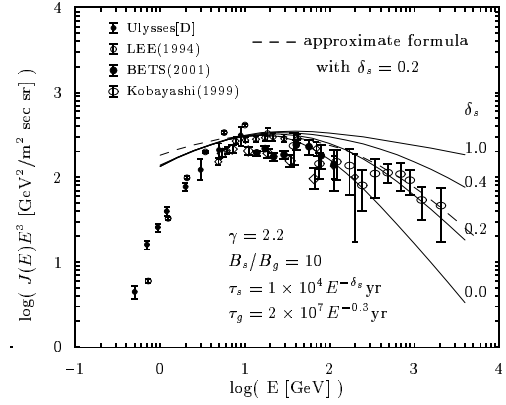 4
3
2
1
0
−1
0
1
2
3
4
log( J(E)E³ [GeV²/m² sec sr] )
log( E [GeV] )
Ulysses[D]
LEE(1994)
BETS(2001)
Kobayashi(1999)
approximate formula
with δₛ = 0.2
δₛ
1.0
0.4
0.2
0.0
γ = 2.2
Bₛ/B_g = 10
τₛ = 1 × 10⁴ E^−δₛ yr
τ_g = 2 × 10⁷ E^−0.3 yr